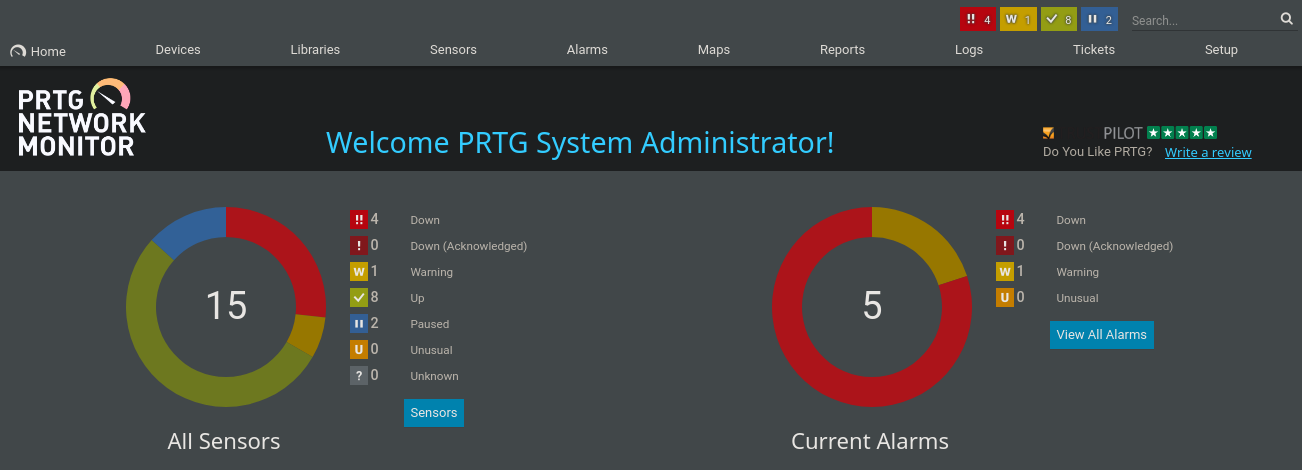 !! 4 W 1 8 2 Search...
Home Devices Libraries Sensors Alarms Maps Reports Logs Tickets Setup
PRTG
NETWORK
MONITOR
Welcome PRTG System Administrator!
PILOT
Do You Like PRTG? Write a review
15
!! 4 Down
! 0 Down (Acknowledged)
W 1 Warning
8 Up
2 Paused
U 0 Unusual
? 0 Unknown
Sensors
All Sensors
5
!! 4 Down
! 0 Down (Acknowledged)
W 1 Warning
U 0 Unusual
View All Alarms
Current Alarms